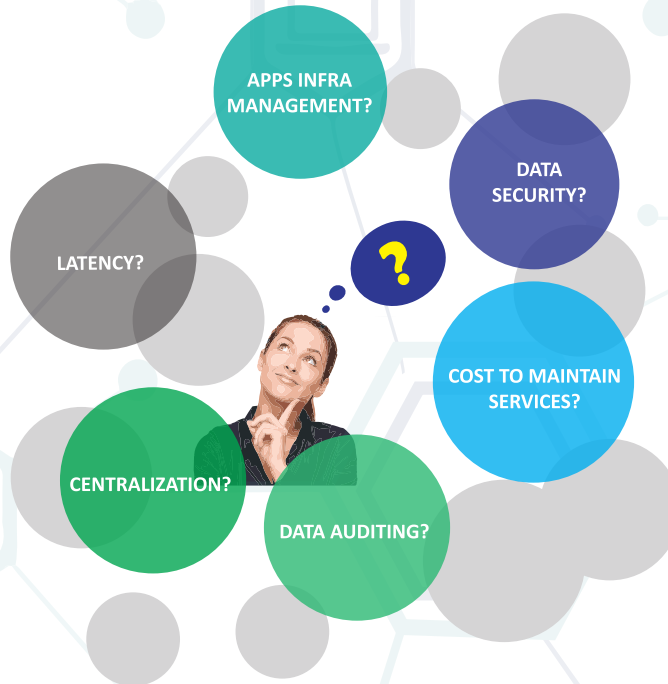 APPS INFRA
MANAGEMENT?
DATA
SECURITY?
LATENCY?
?
COST TO MAINTAIN
SERVICES?
CENTRALIZATION?
DATA AUDITING?